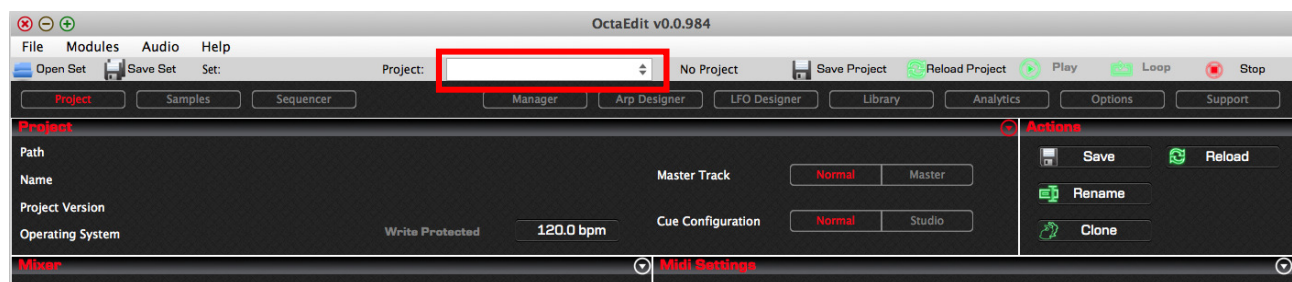 OctaEdit v0.0.984
File Modules Audio Help
Open Set Save Set Set: Project: No Project Save Project Reload Project Play Loop Stop
Project Samples Sequencer Manager Arp Designer LFO Designer Library Analytics Options Support
Project Actions
Path Save Reload
Name Master Track Normal Master
Rename
Project Version
Operating System Write Protected 120.0 bpm Cue Configuration Normal Studio Clone
Mixer Midi Settings